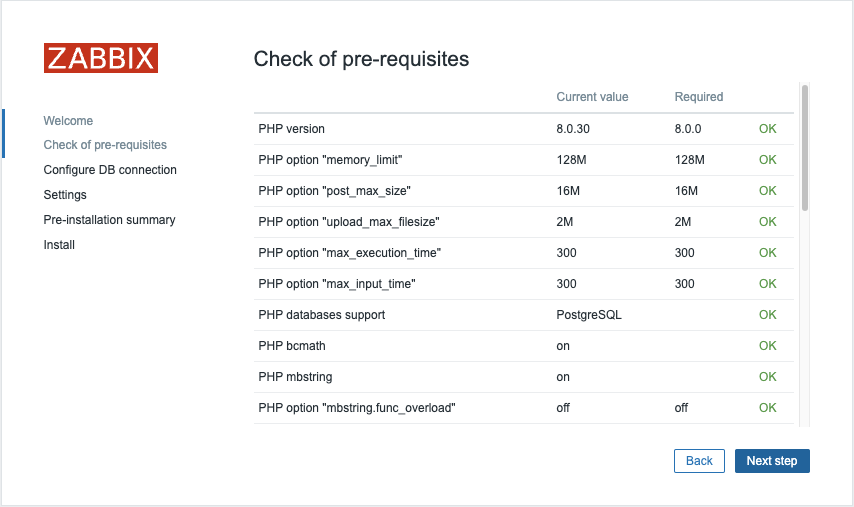 ZABBIX
Welcome
Check of pre-requisites
Configure DB connection
Settings
Pre-installation summary
Install
Check of pre-requisites
Current value Required
PHP version 8.0.30 8.0.0 OK
PHP option "memory_limit" 128M 128M OK
PHP option "post_max_size" 16M 16M OK
PHP option "upload_max_filesize" 2M 2M OK
PHP option "max_execution_time" 300 300 OK
PHP option "max_input_time" 300 300 OK
PHP databases support PostgreSQL OK
PHP bcmath on OK
PHP mbstring on OK
PHP option "mbstring.func_overload" off off OK
Back Next step